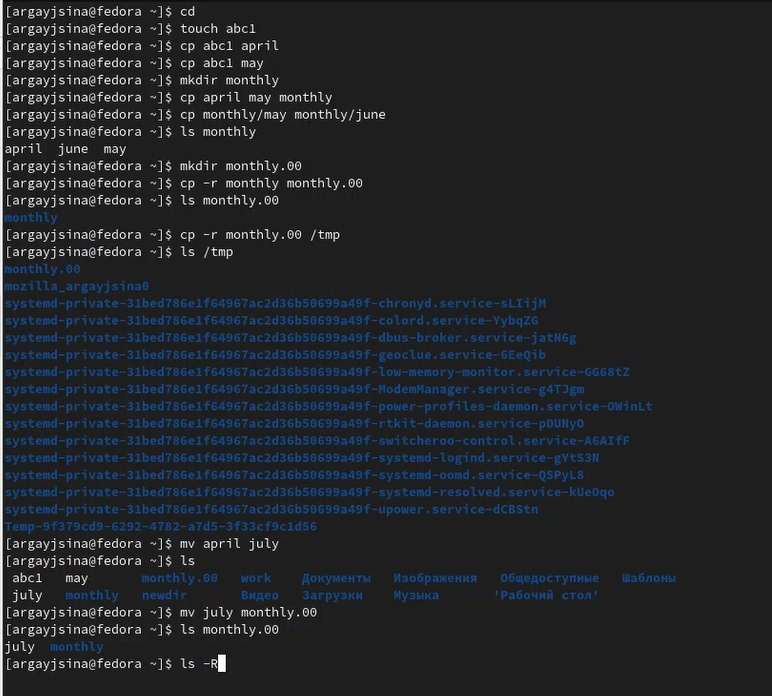 [argayjsina@fedora ~]$ cd
[argayjsina@fedora ~]$ touch abc1
[argayjsina@fedora ~]$ cp abc1 april
[argayjsina@fedora ~]$ cp abc1 may
[argayjsina@fedora ~]$ mkdir monthly
[argayjsina@fedora ~]$ cp april may monthly
[argayjsina@fedora ~]$ cp monthly/may monthly/june
[argayjsina@fedora ~]$ ls monthly
april  june  may
[argayjsina@fedora ~]$ mkdir monthly.00
[argayjsina@fedora ~]$ cp -r monthly monthly.00
[argayjsina@fedora ~]$ ls monthly.00
monthly
[argayjsina@fedora ~]$ cp -r monthly.00 /tmp
[argayjsina@fedora ~]$ ls /tmp
monthly.00
mozilla_argayjsina0
systemd-private-31bed786e1f64967ac2d36b50699a49f-chronyd.service-sLIijM
systemd-private-31bed786e1f64967ac2d36b50699a49f-colord.service-YybqZG
systemd-private-31bed786e1f64967ac2d36b50699a49f-dbus-broker.service-jatN6g
systemd-private-31bed786e1f64967ac2d36b50699a49f-geoclue.service-6EeQib
systemd-private-31bed786e1f64967ac2d36b50699a49f-low-memory-monitor.service-GG68tZ
systemd-private-31bed786e1f64967ac2d36b50699a49f-ModemManager.service-g4TJgm
systemd-private-31bed786e1f64967ac2d36b50699a49f-power-profiles-daemon.service-OWinLt
systemd-private-31bed786e1f64967ac2d36b50699a49f-rtkit-daemon.service-pDUNyO
systemd-private-31bed786e1f64967ac2d36b50699a49f-switcheroo-control.service-A6AIfF
systemd-private-31bed786e1f64967ac2d36b50699a49f-systemd-logind.service-gYtS3N
systemd-private-31bed786e1f64967ac2d36b50699a49f-systemd-oomd.service-QSPyL8
systemd-private-31bed786e1f64967ac2d36b50699a49f-systemd-resolved.service-kUeOqo
systemd-private-31bed786e1f64967ac2d36b50699a49f-upower.service-dCBStn
Temp-9f379cd9-6292-4782-a7d5-3f33cf9c1d56
[argayjsina@fedora ~]$ mv april july
[argayjsina@fedora ~]$ ls
abc1  may  monthly.00  work  Документы  Изображения  Общедоступные  Шаблоны
july  monthly  newdir  Видео  Загрузки  Музыка  'Рабочий стол'
[argayjsina@fedora ~]$ mv july monthly.00
[argayjsina@fedora ~]$ ls monthly.00
july  monthly
[argayjsina@fedora ~]$ ls -R